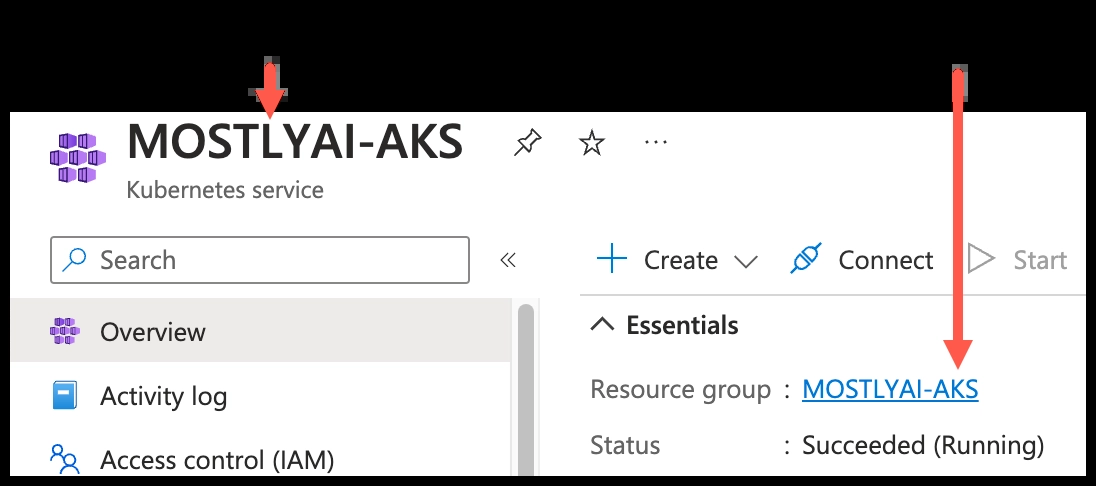 MOSTLYAI-AKS
Kubernetes service
Search
Overview
Activity log
Access control (IAM)
Create
Connect
Start
Essentials
Resource group : MOSTLYAI-AKS
Status : Succeeded (Running)